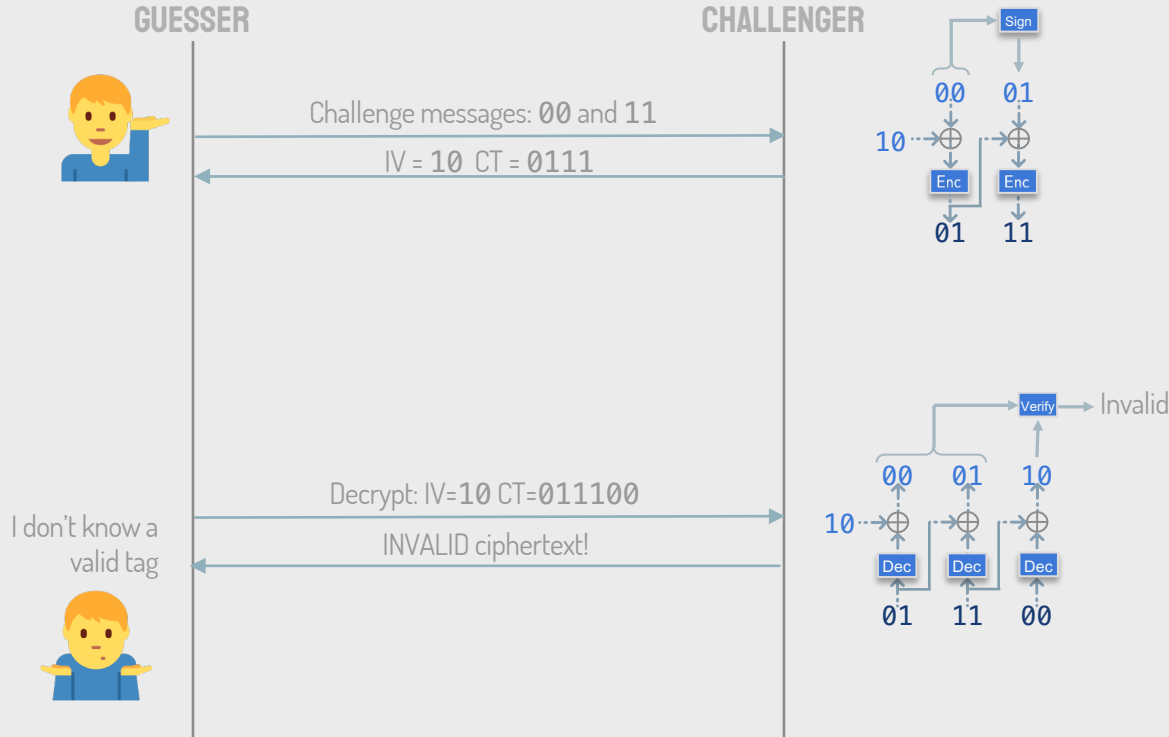 GUESSER
CHALLENGER
Sign
Challenge messages: 00 and 11
00 01
10
IV = 10 CT = 0111
Enc Enc
01 11
Verify Invalid
00 01 10
Decrypt: IV=10 CT=011100
10
I don't know a
valid tag
INVALID ciphertext!
Dec Dec Dec
01 11 00